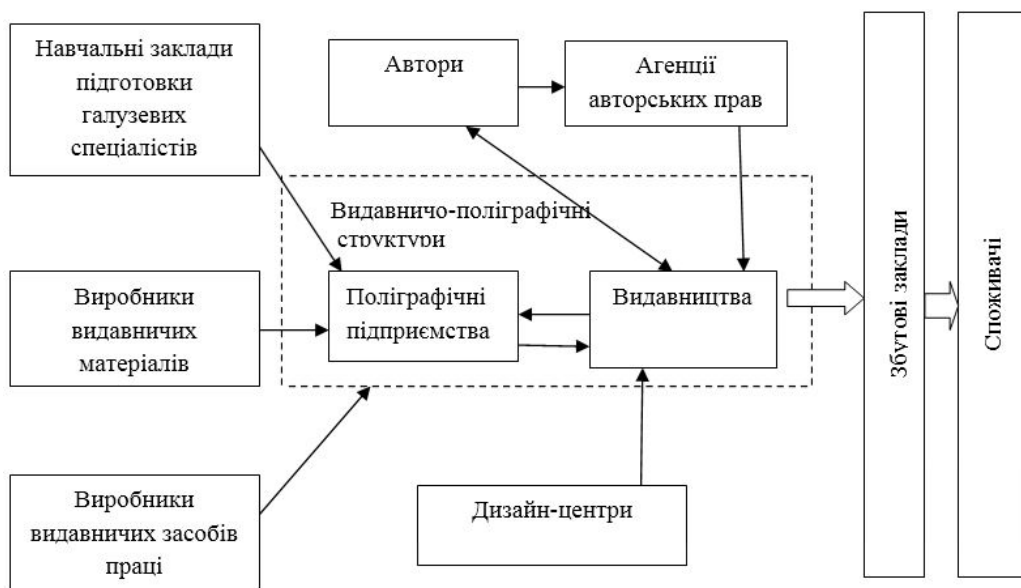 Навчальні заклади
підготовки
галузевих
спеціалістів
Автори
Агенції
авторських прав
Видавничо-поліграфічні
структури
Виробники
видавничих
матеріалів
Поліграфічні
підприємства
Видавництва
Виробники
видавничих засобів
праці
Дизайн-центри
Збутові заклади
Споживачі